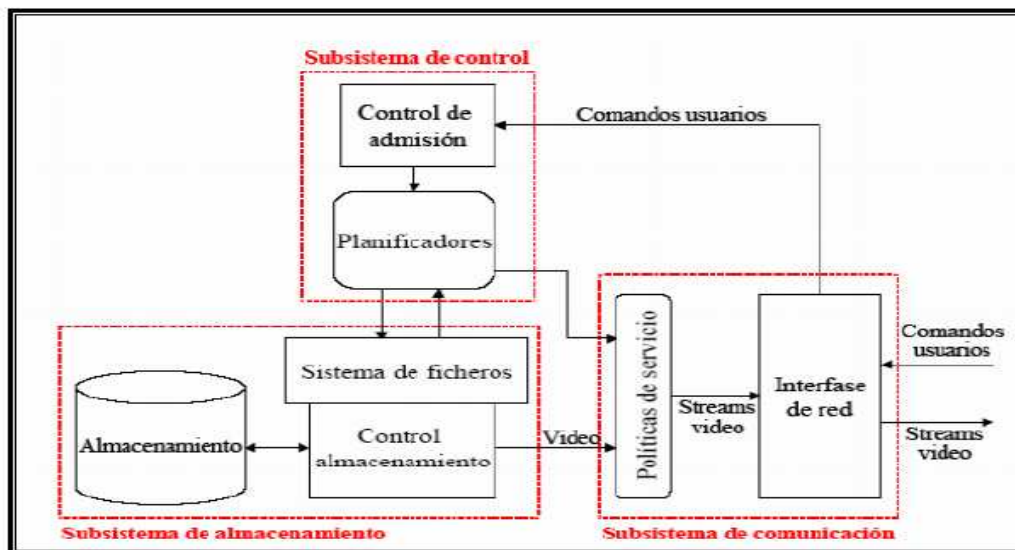 Subsistema de control
Control de
admisión
Comandos usuarios
Planificadores
Comandos
usuarios
Sistema de ficheros
Políticas de servicio
Interfase
de red
Almacenamiento
Control
almacenamiento
Video
Streams
video
Streams
video
Subsistema de almacenamiento
Subsistema de comunicación